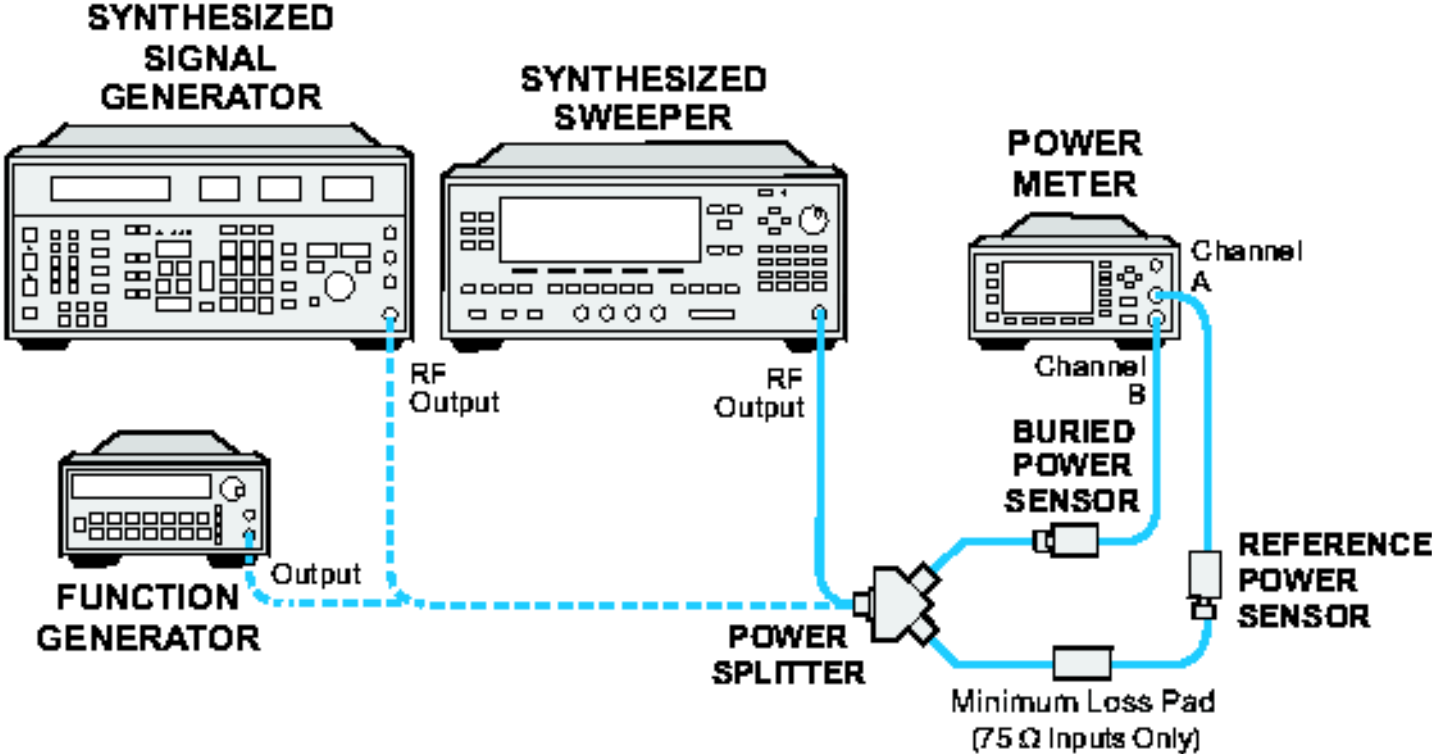 SYNTHESIZED
SIGNAL
GENERATOR
SYNTHESIZED
SWEEPER
POWER
METER
Channel
A
RF
Output
RF
Output
Channel
B
BURIED
POWER
SENSOR
Output
FUNCTION
GENERATOR
POWER
SPLITTER
REFERENCE
POWER
SENSOR
Minimum Loss Pad
(75 Ω Inputs Only)